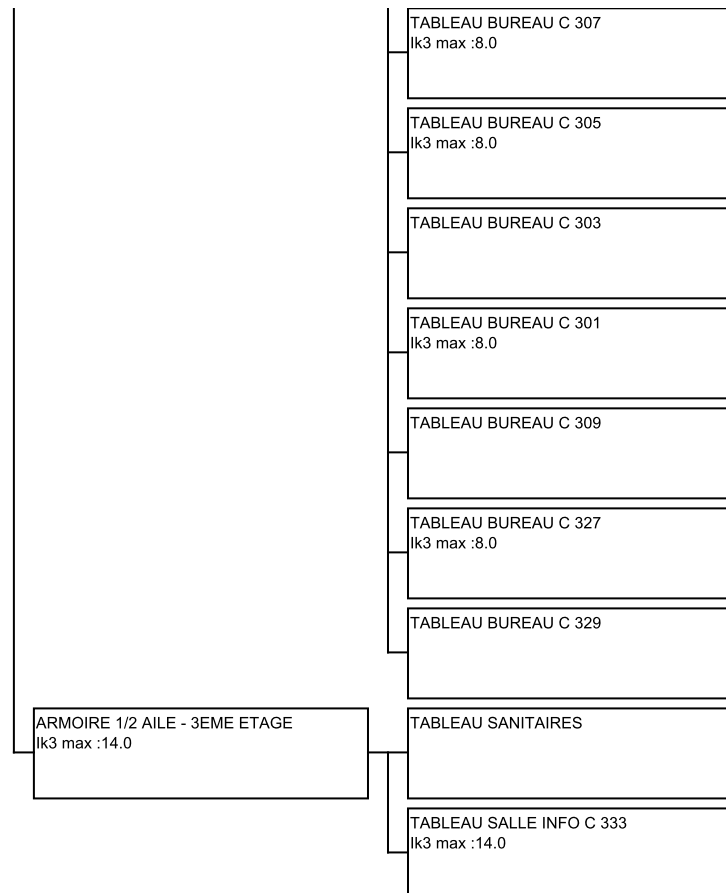 TABLEAU BUREAU C 307
Ik3 max :8.0
TABLEAU BUREAU C 305
Ik3 max :8.0
TABLEAU BUREAU C 303
TABLEAU BUREAU C 301
Ik3 max :8.0
TABLEAU BUREAU C 309
TABLEAU BUREAU C 327
Ik3 max :8.0
TABLEAU BUREAU C 329
ARMOIRE 1/2 AILE - 3EME ETAGE
Ik3 max :14.0
TABLEAU SANITAIRES
TABLEAU SALLE INFO C 333
Ik3 max :14.0